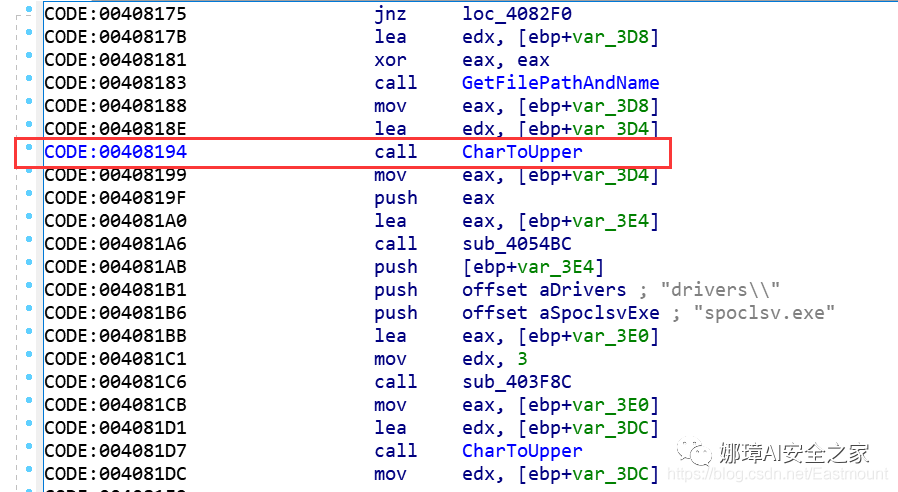 CODE:00408175 jnz loc_4082F0
CODE:0040817B lea edx, [ebp+var_3D8]
CODE:00408181 xor eax, eax
CODE:00408183 call GetFilePathAndName
CODE:00408188 mov eax, [ebp+var_3D8]
CODE:0040818E lea edx, [ebp+var_3D4]
CODE:00408194 call CharToUpper
CODE:00408199 mov eax, [ebp+var_3D4]
CODE:0040819F push eax
CODE:004081A0 lea eax, [ebp+var_3E4]
CODE:004081A6 call sub_4054BC
CODE:004081AB push [ebp+var_3E4]
CODE:004081B1 push offset aDrivers ; "drivers\\"
CODE:004081B6 push offset aSpoclsvExe ; "spoclsv.exe"
CODE:004081BB lea eax, [ebp+var_3E0]
CODE:004081C1 mov edx, 3
CODE:004081C6 call sub_403F8C
CODE:004081CB mov eax, [ebp+var_3E0]
CODE:004081D1 lea edx, [ebp+var_3DC]
CODE:004081D7 call CharToUpper
CODE:004081DC mov edx, [ebp+var_3DC]
娜璋AI安全之家
https://blog.csdn.net/Eastmount